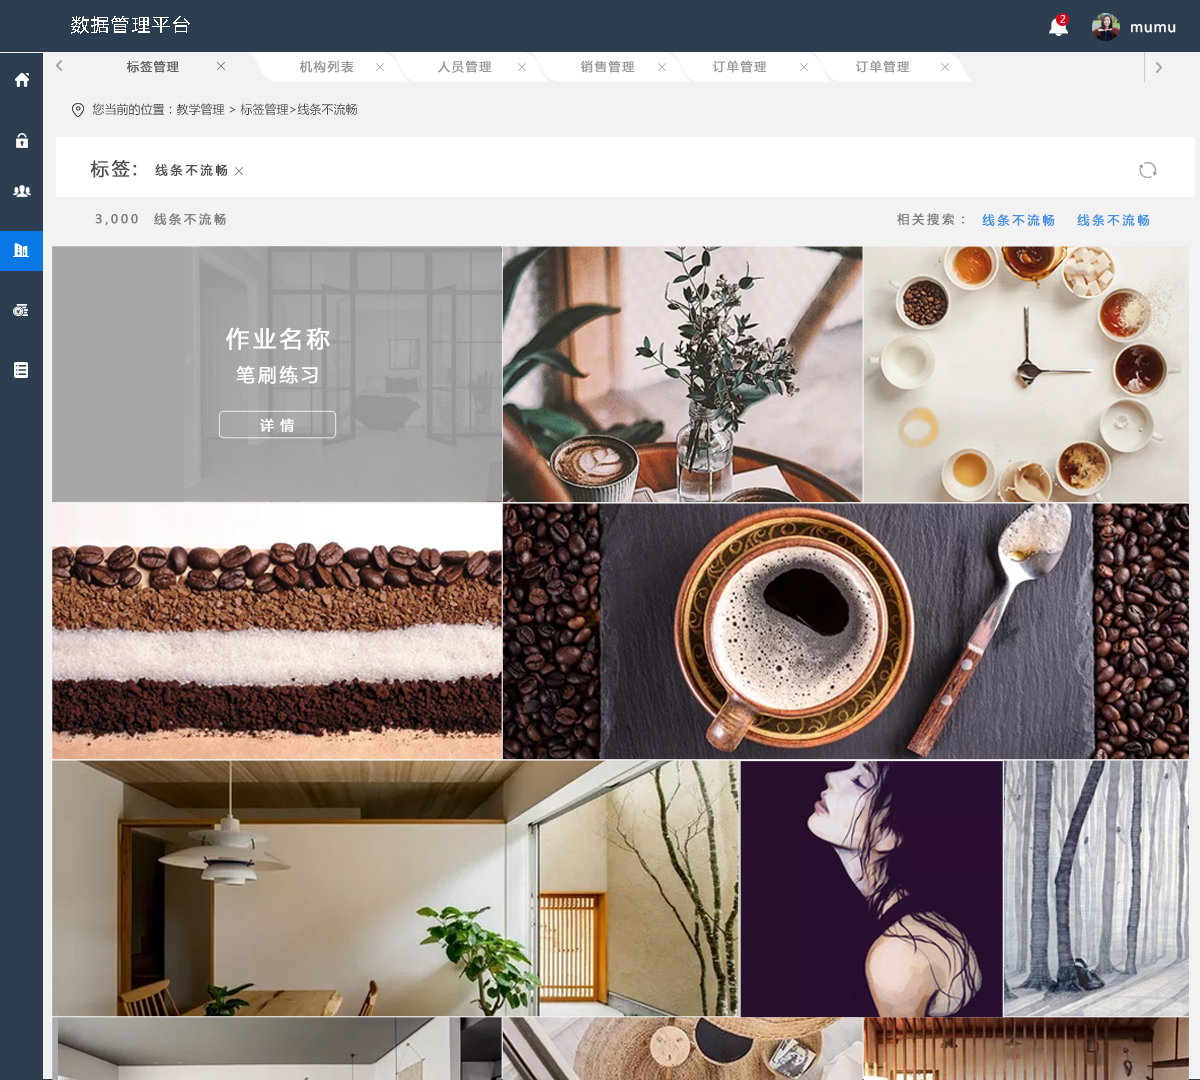 数据管理平台
2
mumu
标签管理
机构列表
人员管理
销售管理
订单管理
订单管理
您当前的位置：教学管理 > 标签管理>线条不流畅
标签：线条不流畅
3,000 线条不流畅
相关搜索： 线条不流畅 线条不流畅
作业名称
笔刷练习
详情